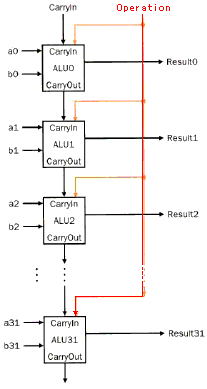 CarryIn Operation
a0
CarryIn
ALU0
Result0
b0
CarryOut
a1
CarryIn
ALU1
Result1
b1
CarryOut
a2
CarryIn
ALU2
Result2
b2
CarryOut
a31
CarryIn
ALU31
Result31
b31
CarryOut